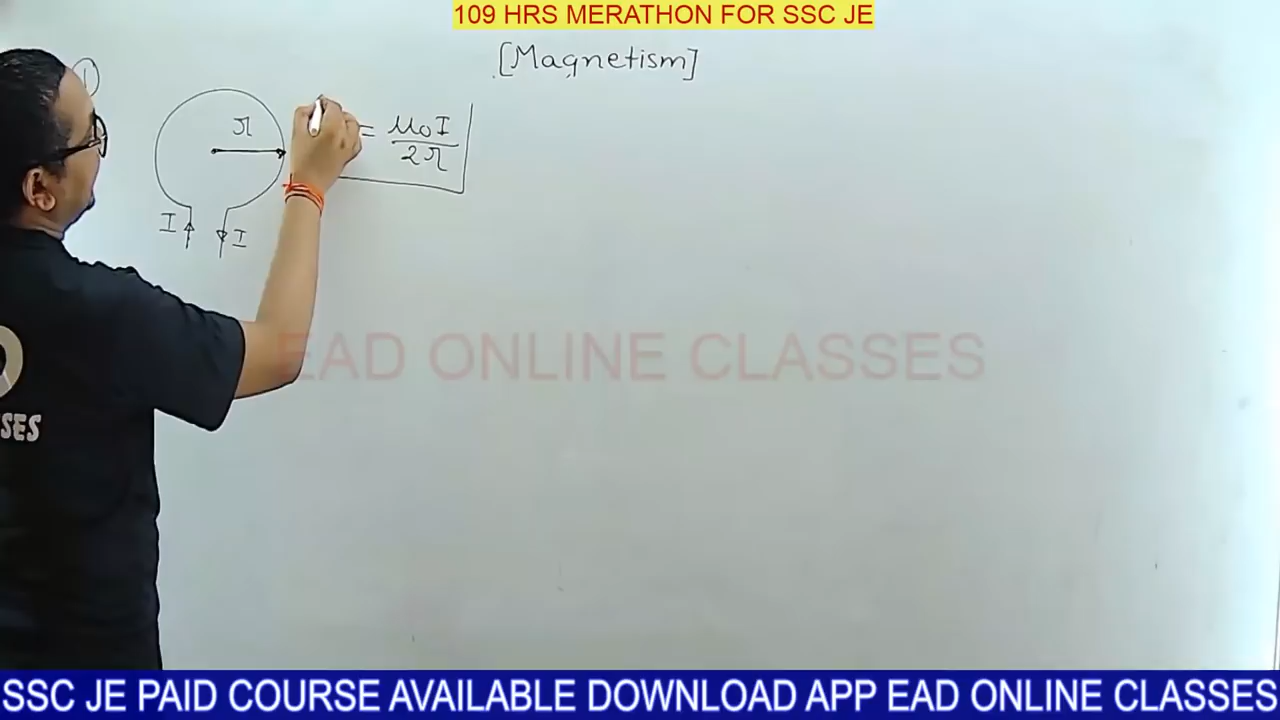 109 HRS MERATHON FOR SSC JE
[Magnetism]
1
r
= μ₀I
2r
I
I
EAD ONLINE CLASSES
SES
SSC JE PAID COURSE AVAILABLE DOWNLOAD APP EAD ONLINE CLASSES